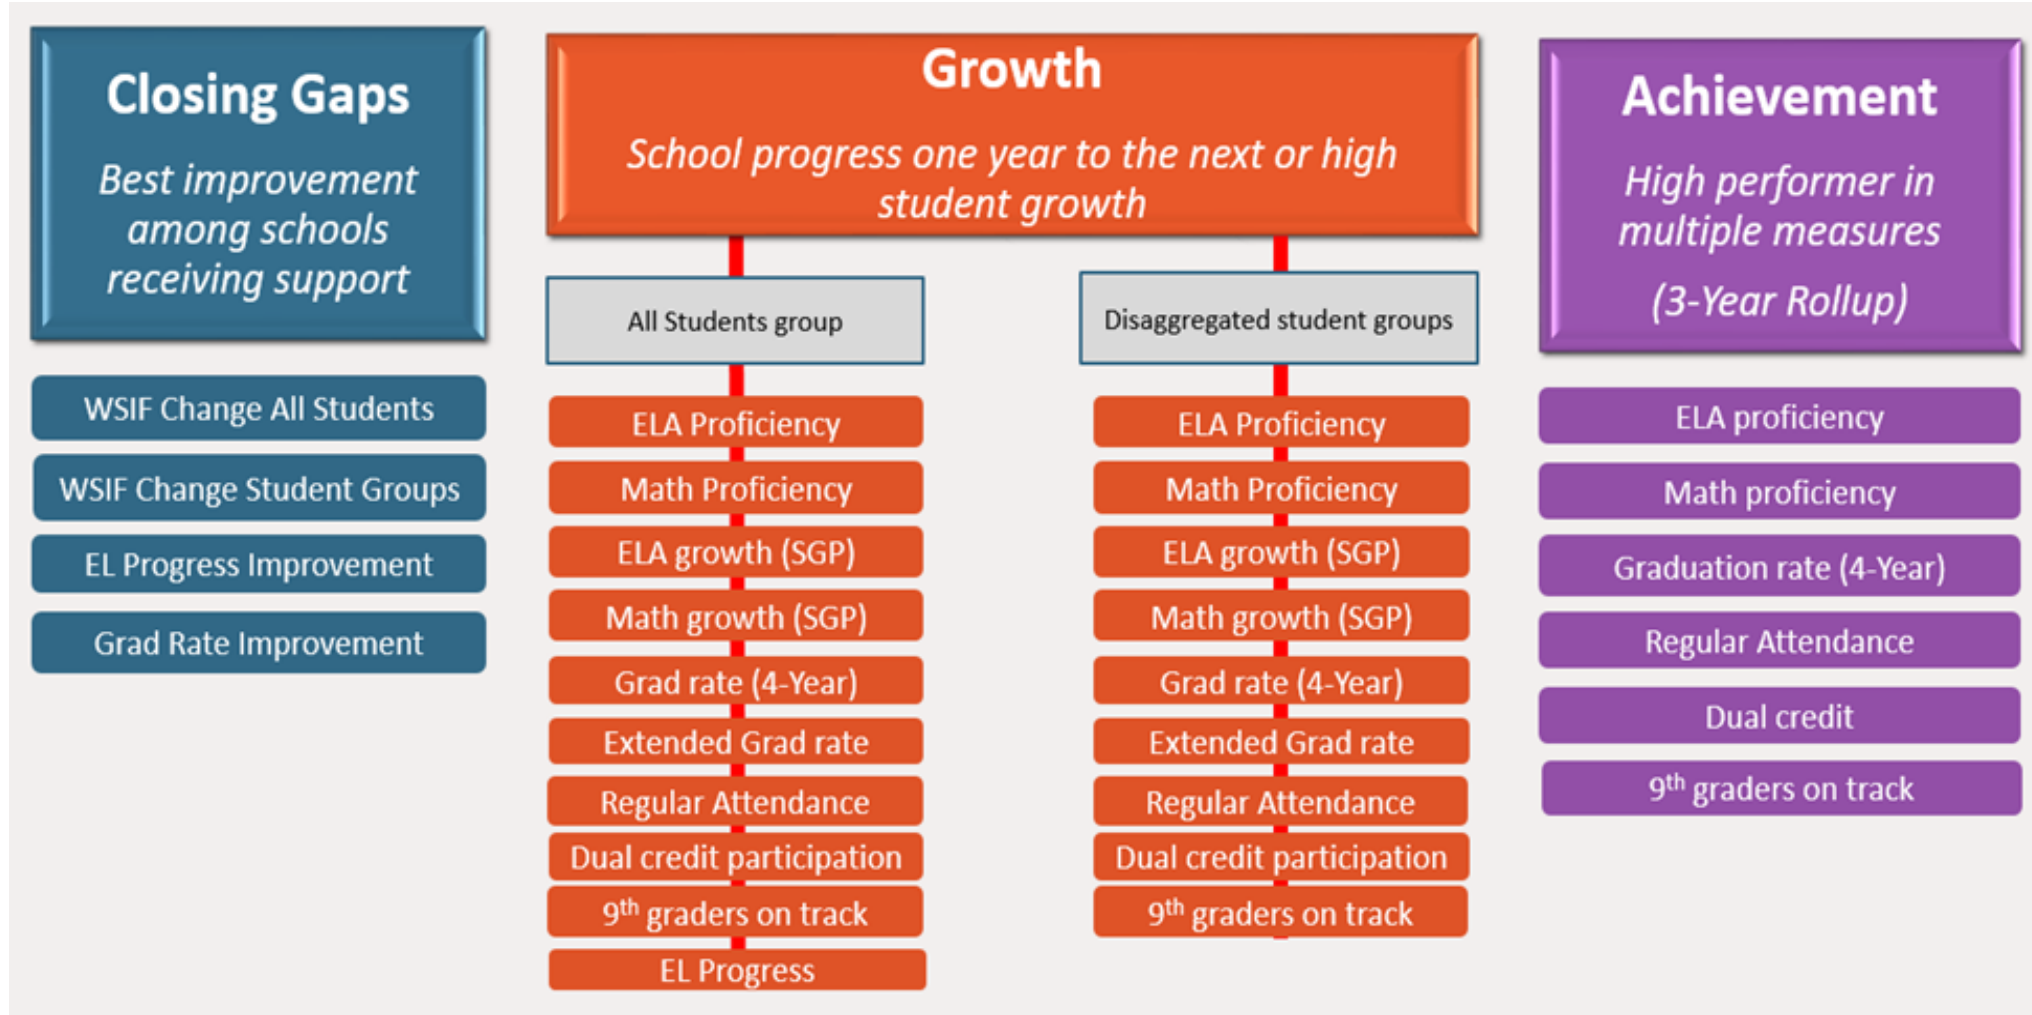 Closing Gaps
Best improvement
among schools
receiving support
WSIF Change All Students
WSIF Change Student Groups
EL Progress Improvement
Grad Rate Improvement
Growth
School progress one year to the next or high
student growth
All Students group
ELA Proficiency
Math Proficiency
ELA growth (SGP)
Math growth (SGP)
Grad rate (4-Year)
Extended Grad rate
Regular Attendance
Dual credit participation
9th graders on track
EL Progress
Disaggregated student groups
ELA Proficiency
Math Proficiency
ELA growth (SGP)
Math growth (SGP)
Grad rate (4-Year)
Extended Grad rate
Regular Attendance
Dual credit participation
9th graders on track
Achievement
High performer in
multiple measures
(3-Year Rollup)
ELA proficiency
Math proficiency
Graduation rate (4-Year)
Regular Attendance
Dual credit
9th graders on track